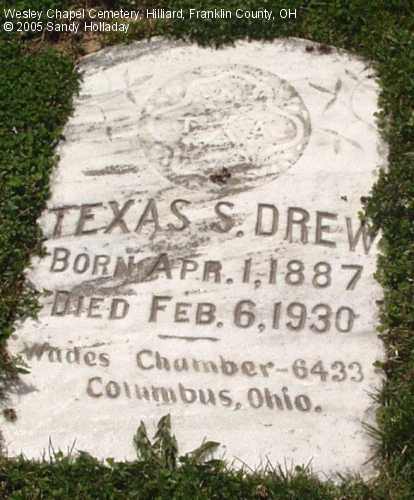 Wesley Chapel Cemetery, Hilliard, Franklin County, OH
© 2005 Sandy Holladay
TEXAS S. DREW
BORN APR. 1, 1887
DIED FEB. 6, 1930
Wades Chamber-6433
Columbus, Ohio.